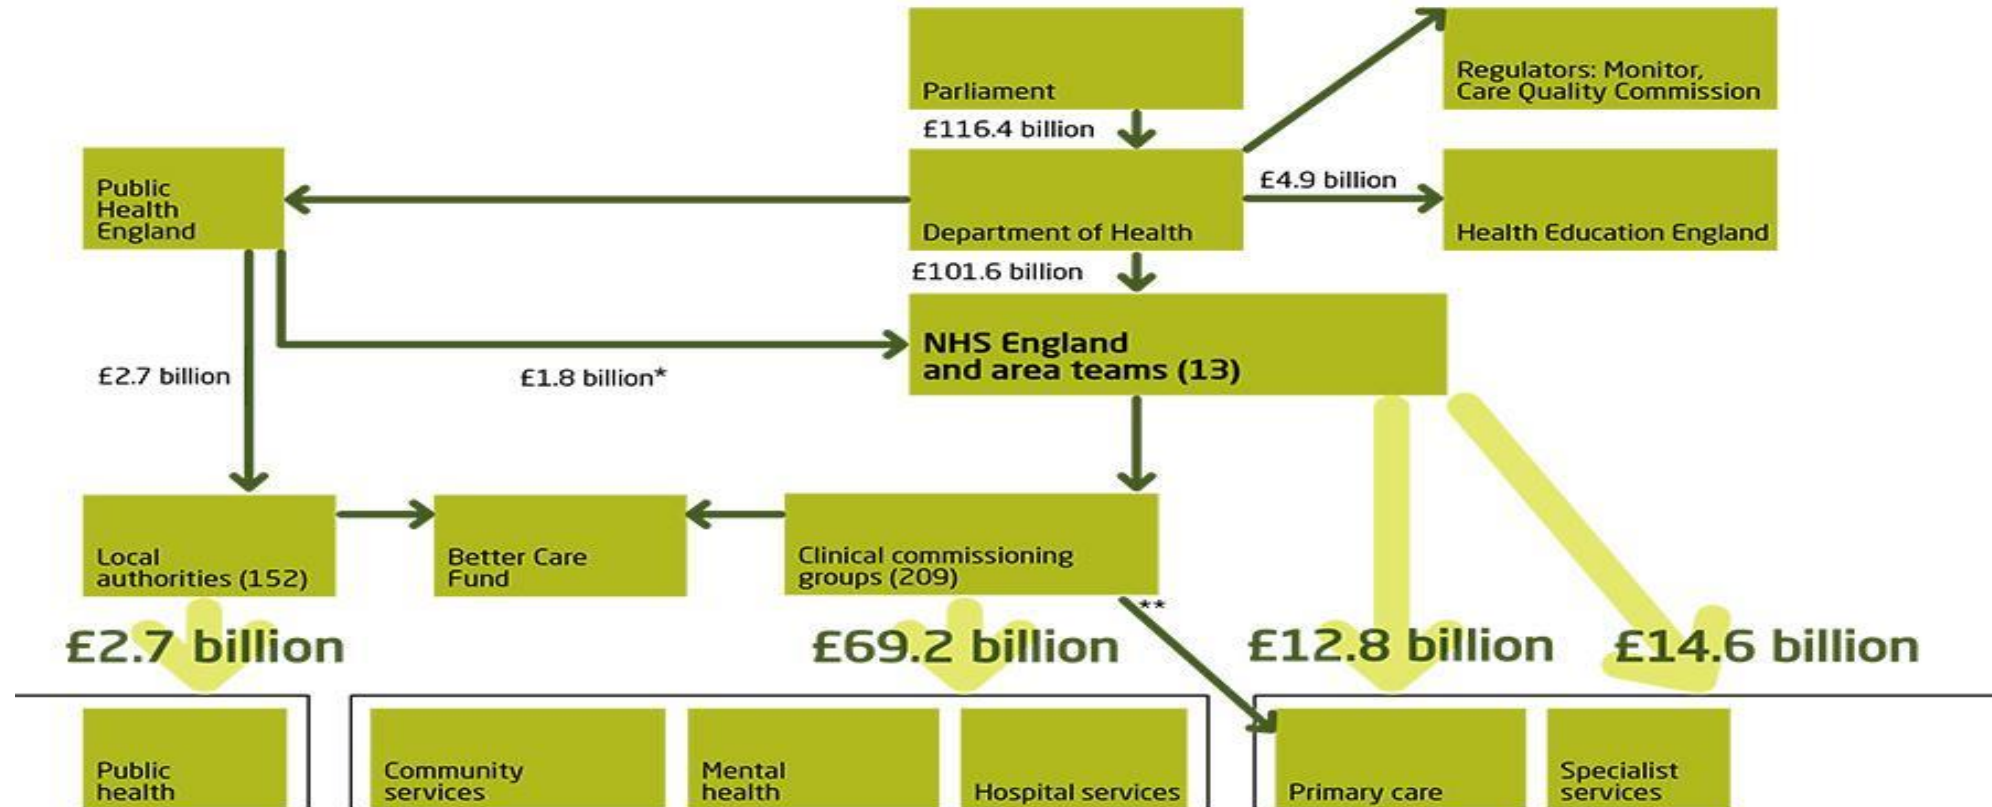 Parliament
Regulators: Monitor,
Care Quality Commission
£116.4 billion
Public
Health
England
Department of Health
£4.9 billion
Health Education England
£101.6 billion
NHS England
and area teams (13)
£2.7 billion
£1.8 billion*
Local
authorities (152)
Better Care
Fund
Clinical commissioning
groups (209)
**
£2.7 billion
£69.2 billion
£12.8 billion
£14.6 billion
Public
health
Community
services
Mental
health
Hospital services
Primary care
Specialist
services